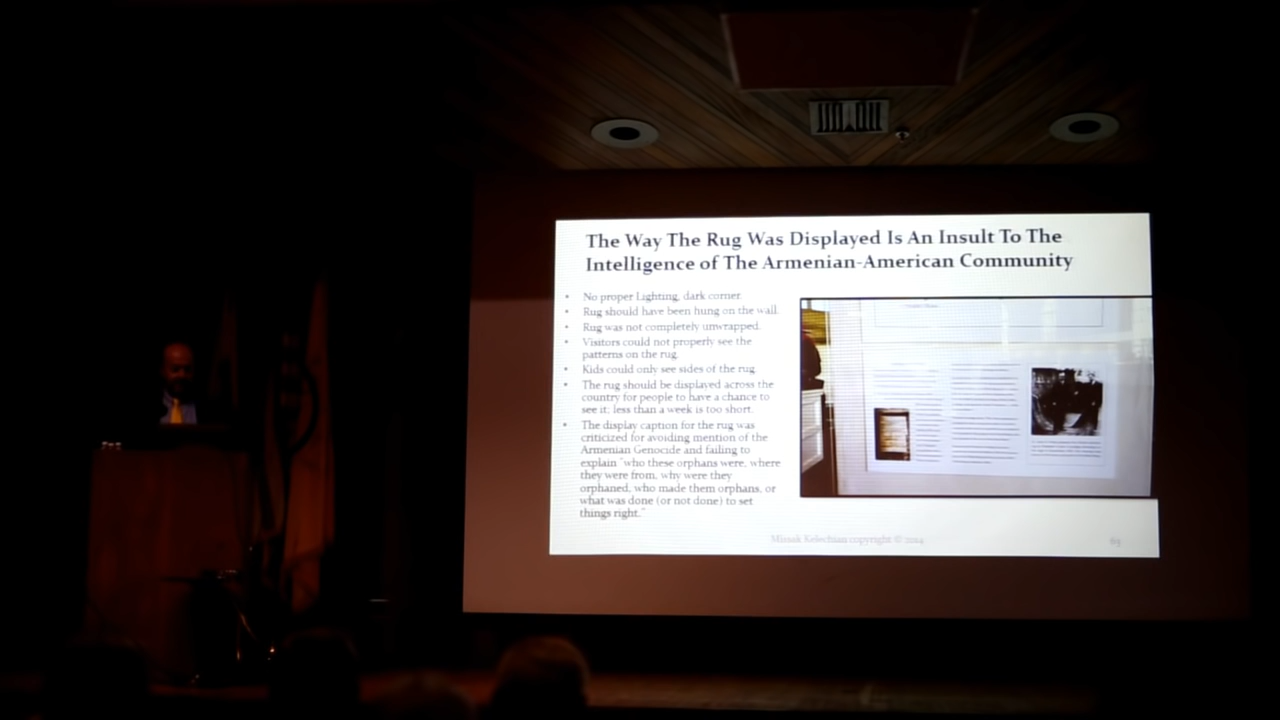 The Way The Rug Was Displayed Is An Insult To The
Intelligence of The Armenian-American Community
• No proper Lighting, dark corner.
• Rug should have been hung on the wall.
• Rug was not completely unwrapped.
• Visitors could not properly see the
patterns on the rug.
• Kids could only see sides of the rug
• The rug should be displayed across the
country for people to have a chance to
see it; less than a week is too short.
• The display caption for the rug was
criticized for avoiding mention of the
Armenian Genocide and failing to
explain "who these orphans were, where
they were from, why were they
orphaned, who made them orphans, or
what was done (or not done) to set
things right."
Missak Kelechian copyright © 2014
69